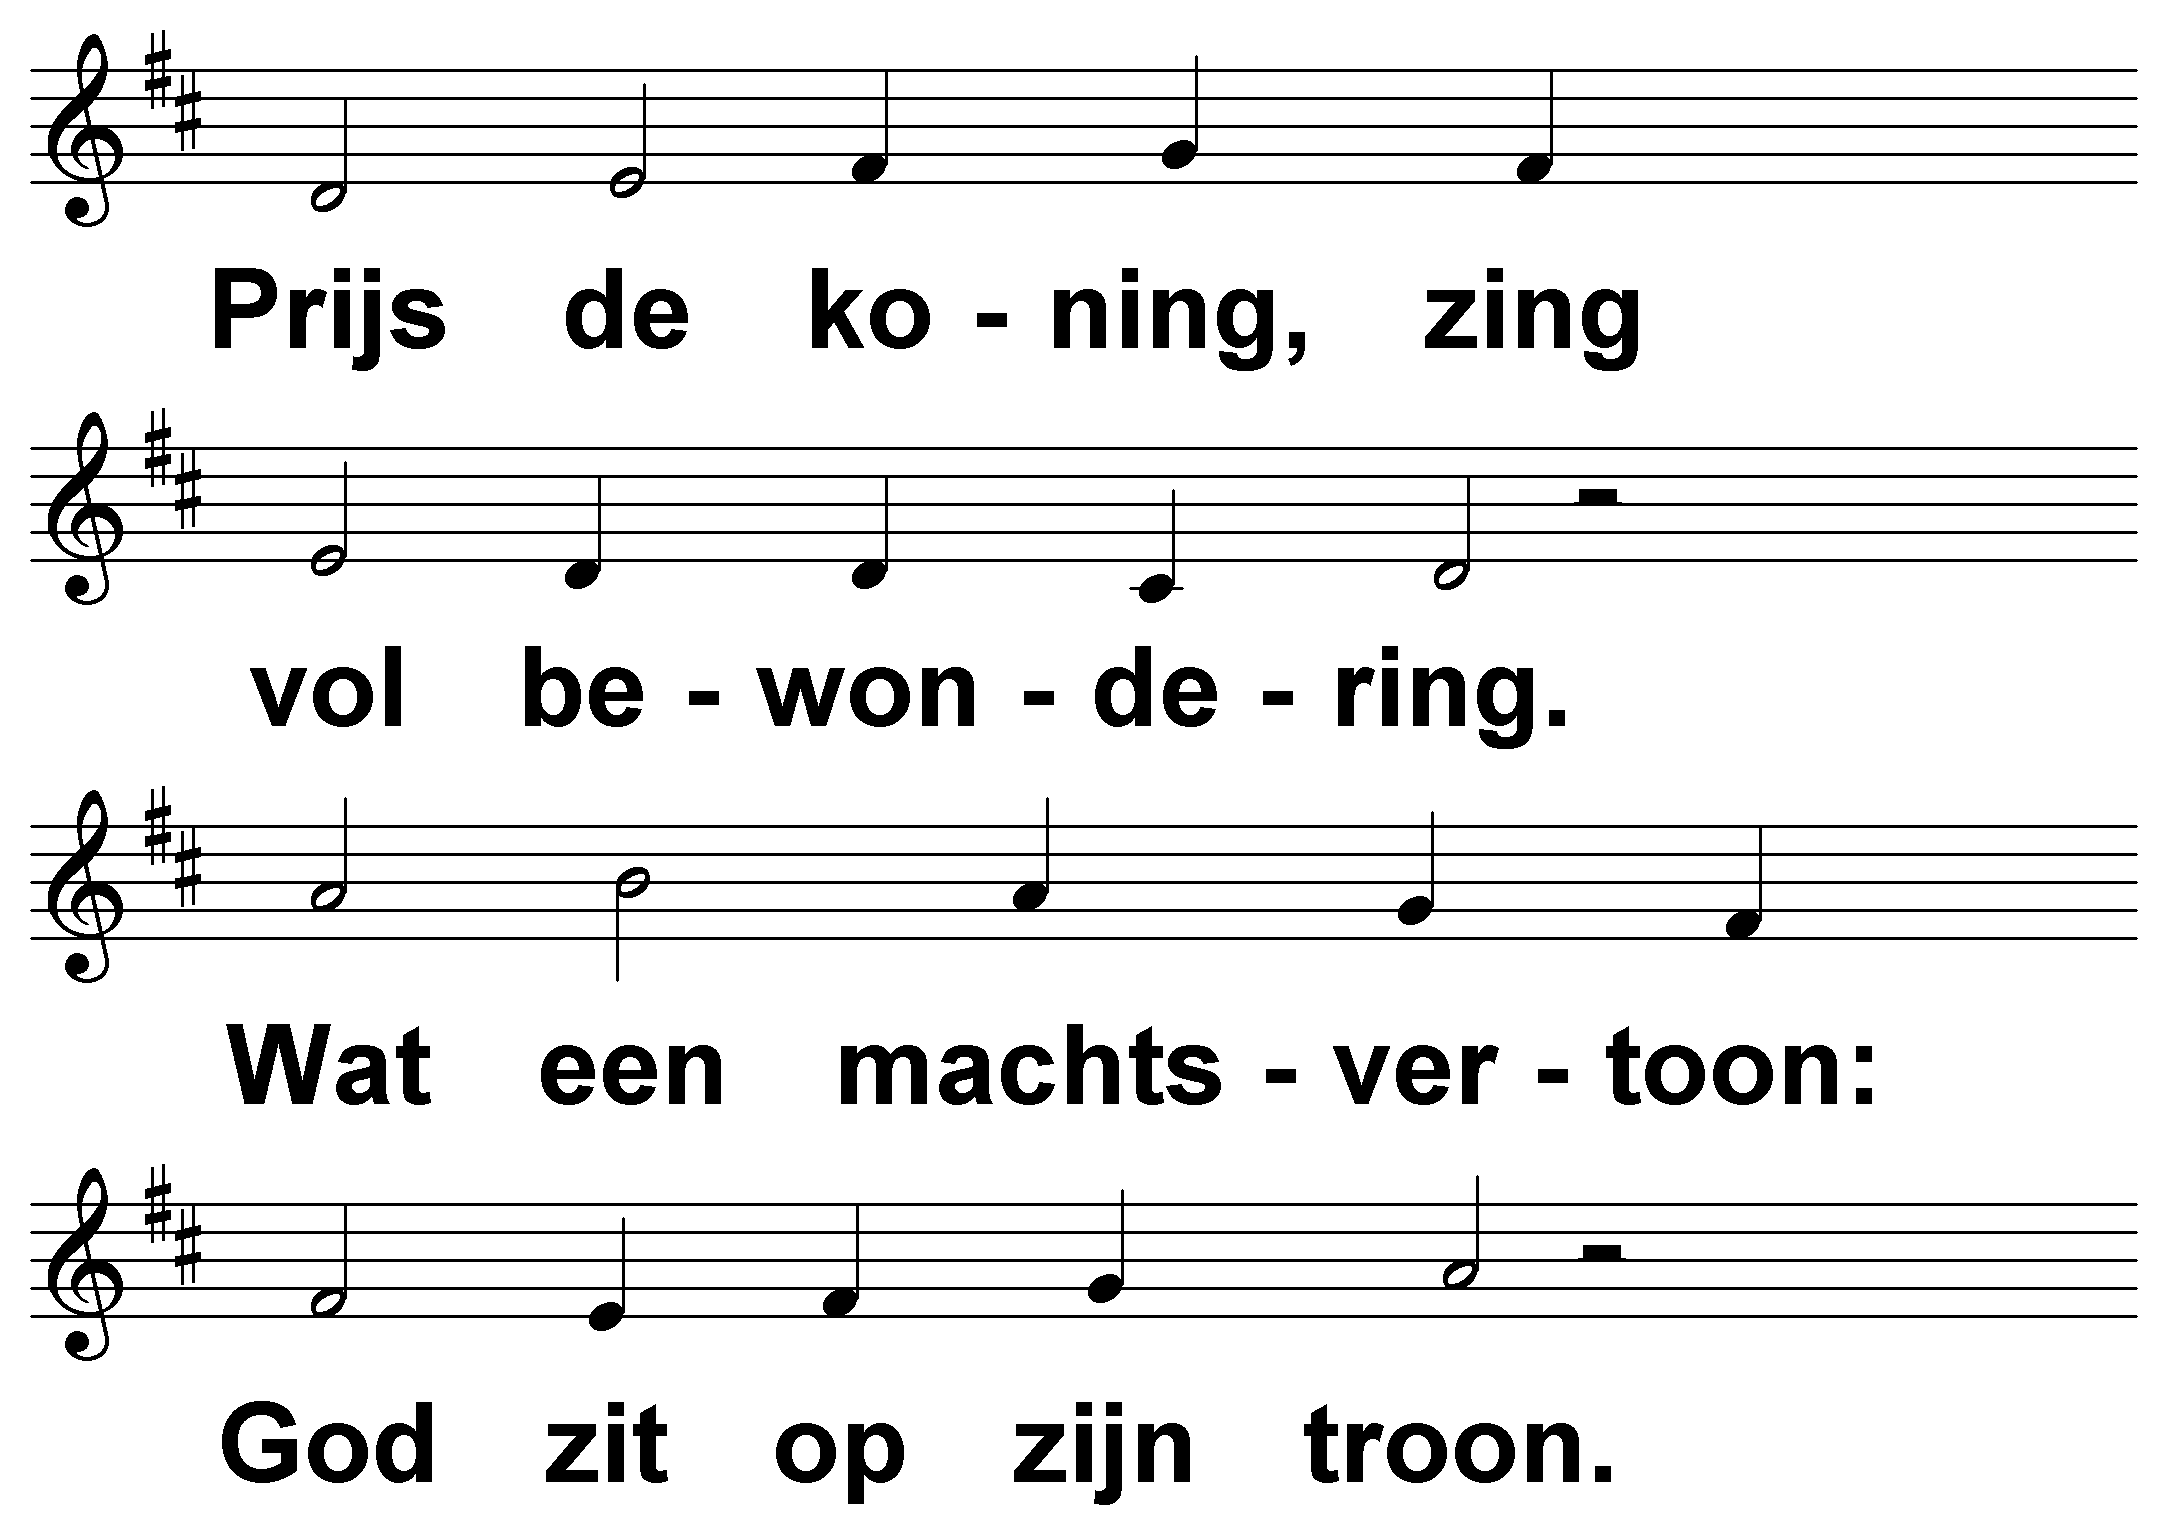 Prijs de ko - ning, zing
vol be - won - de - ring.
Wat een machts - ver - toon:
God zit op zijn troon.